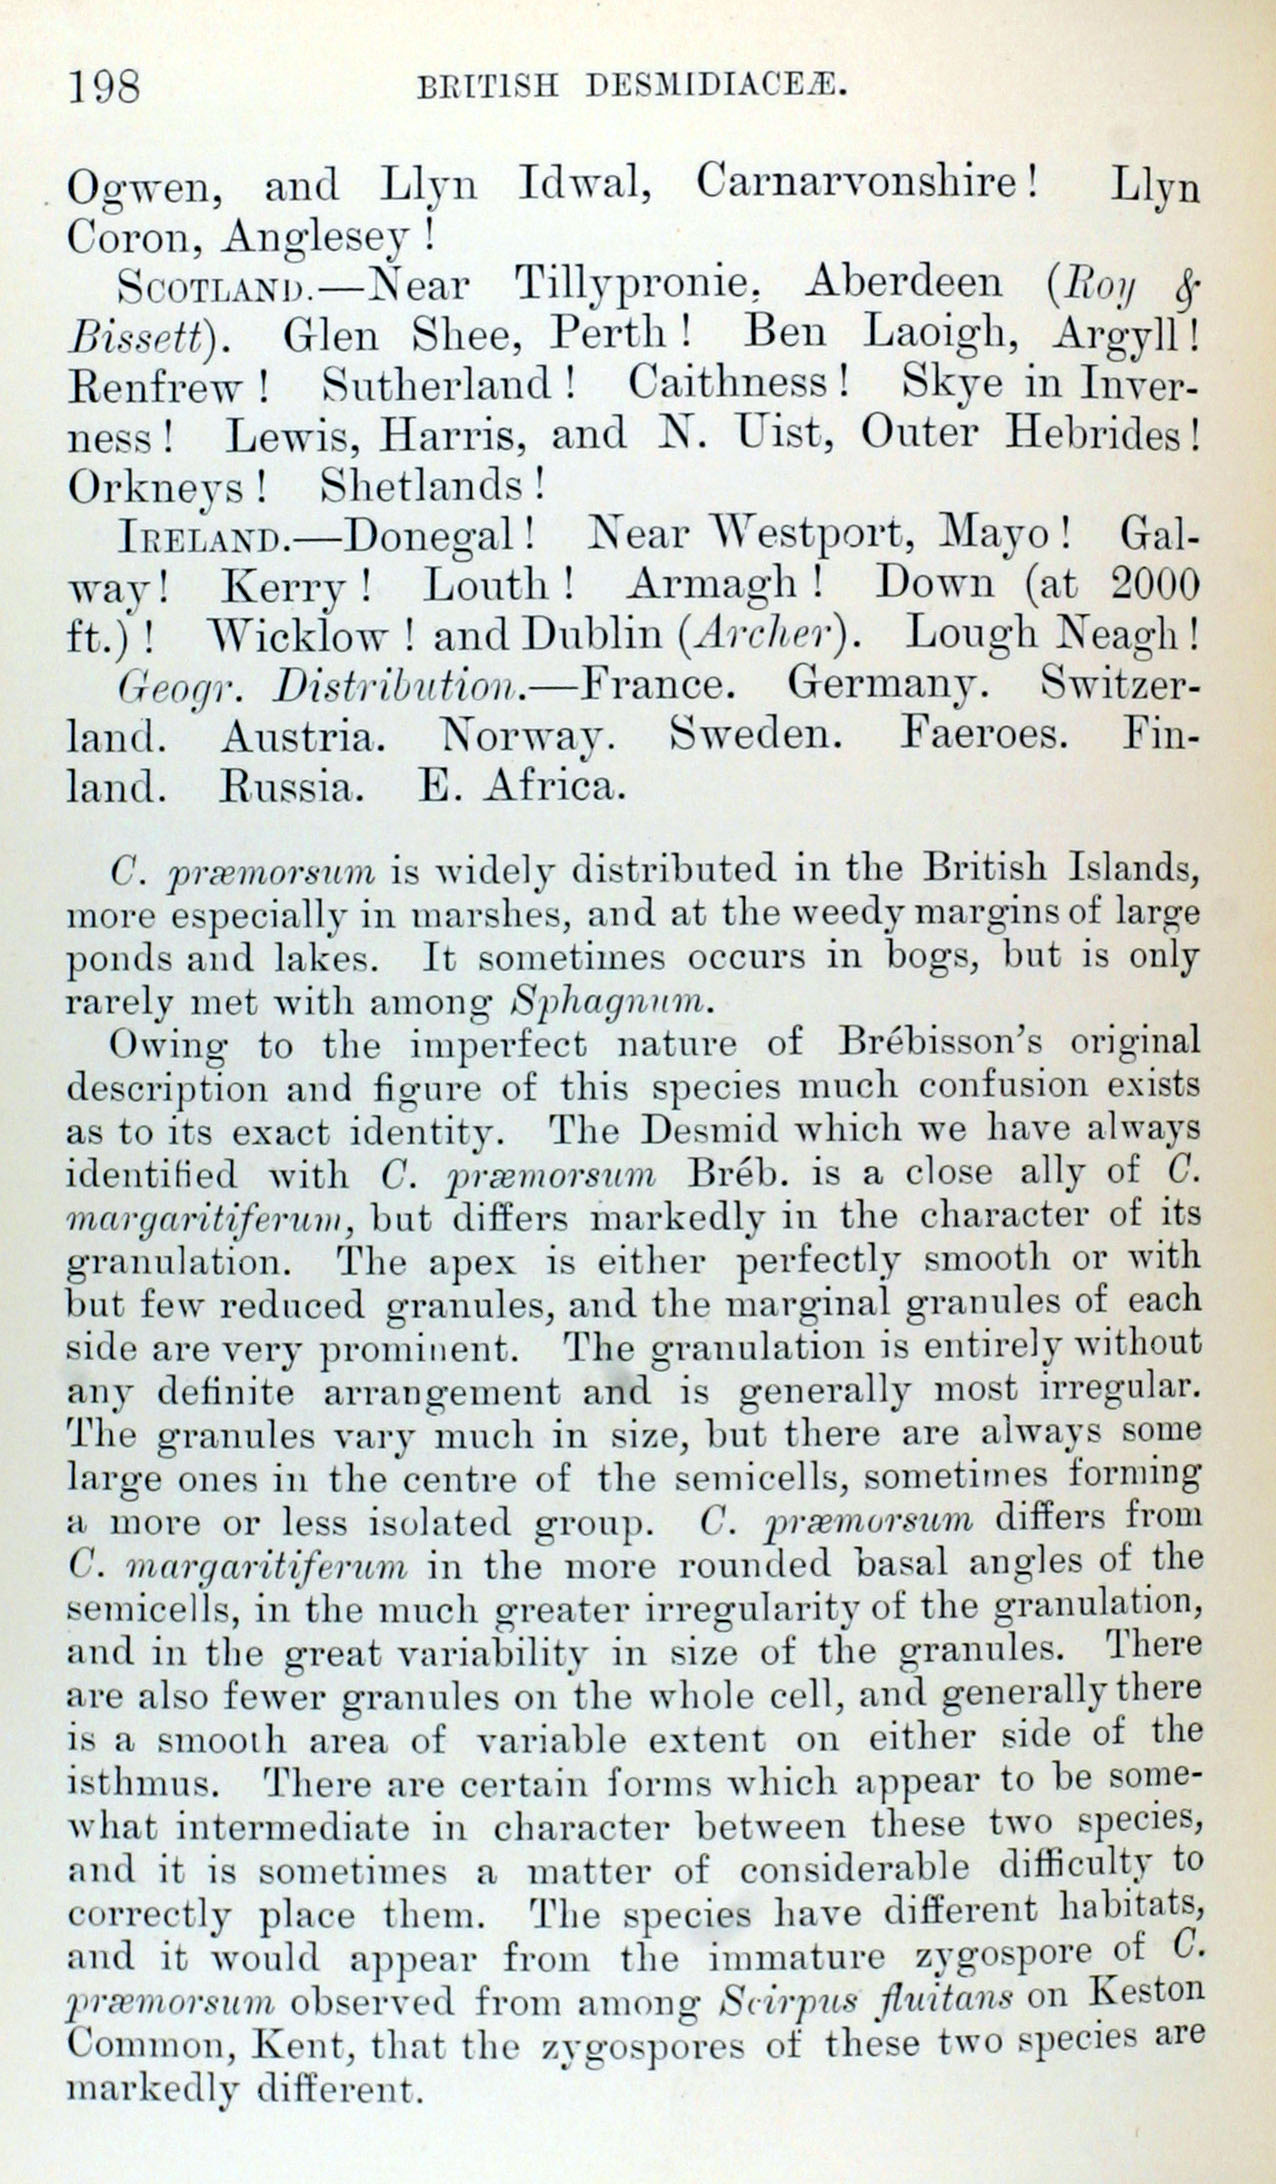 198
BRITISH DESMIDIACEÆ.
Ogwen, and Llyn Idwal, Carnarvonshire! Llyn
Coron, Anglesey!
SCOTLAND.—Near Tillypronie, Aberdeen (Roy &
Bissett). Glen Shee, Perth! Ben Laoigh, Argyll!
Renfrew! Sutherland! Caithness! Skye in Inver-
ness! Lewis, Harris, and N. Uist, Outer Hebrides!
Orkneys! Shetlands!
IRELAND.—Donegal! Near Westport, Mayo! Gal-
way! Kerry! Louth! Armagh! Down (at 2000
ft.)! Wicklow! and Dublin (Archer). Lough Neagh!
Geogr. Distribution.—France. Germany. Switzer-
land. Austria. Norway. Sweden. Faeroes. Fin-
land. Russia. E. Africa.
C. præmorsum is widely distributed in the British Islands,
more especially in marshes, and at the weedy margins of large
ponds and lakes. It sometimes occurs in bogs, but is only
rarely met with among Sphagnum.
Owing to the imperfect nature of Brébisson's original
description and figure of this species much confusion exists
as to its exact identity. The Desmid which we have always
identified with C. præmorsum Bréb. is a close ally of C.
margaritiferum, but differs markedly in the character of its
granulation. The apex is either perfectly smooth or with
but few reduced granules, and the marginal granules of each
side are very prominent. The granulation is entirely without
any definite arrangement and is generally most irregular.
The granules vary much in size, but there are always some
large ones in the centre of the semicells, sometimes forming
a more or less isolated group. C. præmorsum differs from
C. margaritiferum in the more rounded basal angles of the
semicells, in the much greater irregularity of the granulation,
and in the great variability in size of the granules. There
are also fewer granules on the whole cell, and generally there
is a smooth area of variable extent on either side of the
isthmus. There are certain forms which appear to be some-
what intermediate in character between these two species,
and it is sometimes a matter of considerable difficulty to
correctly place them. The species have different habitats,
and it would appear from the immature zygospore of C.
præmorsum observed from among Scirpus fluitans on Keston
Common, Kent, that the zygospores of these two species are
markedly different.